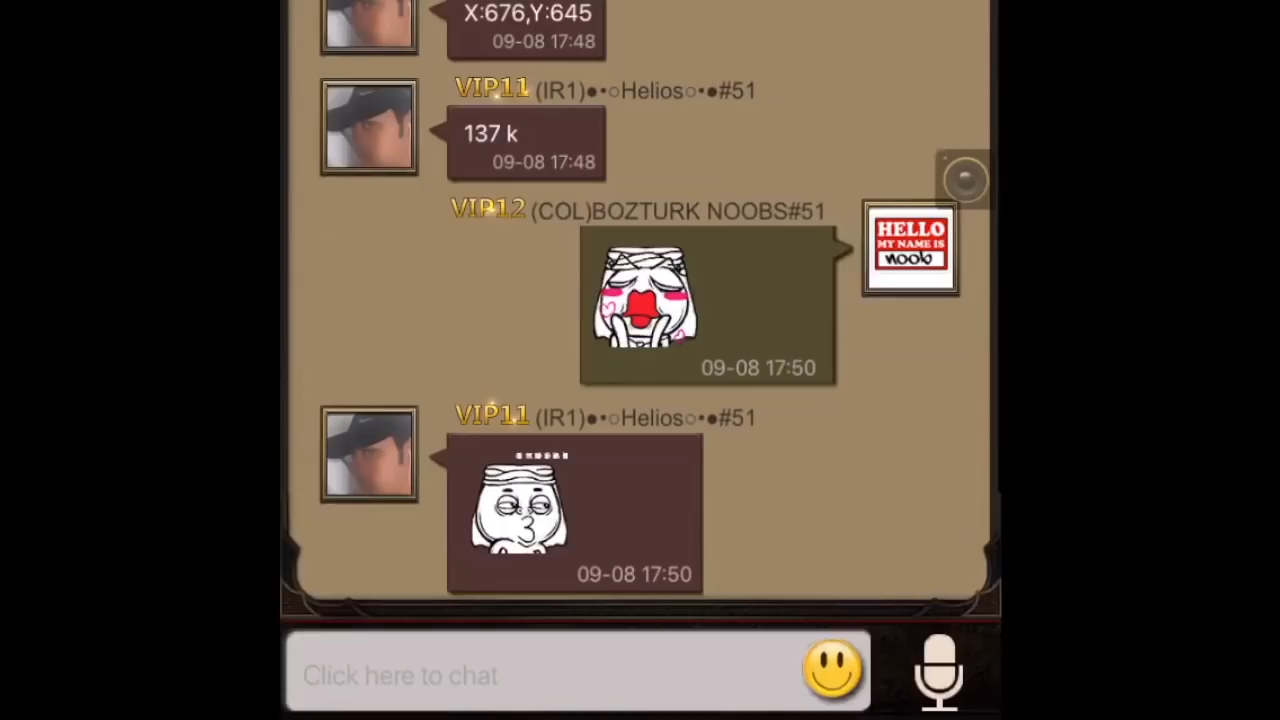 X:676,Y:645
09-08 17:48
VIP11 (IR1)●•○Helios○•●#51
137 k
09-08 17:48
VIP12 (COL)BOZTURK NOOBS#51
HELLO
MY NAME IS
noob
09-08 17:50
VIP11 (IR1)●•○Helios○•●#51
09-08 17:50
Click here to chat